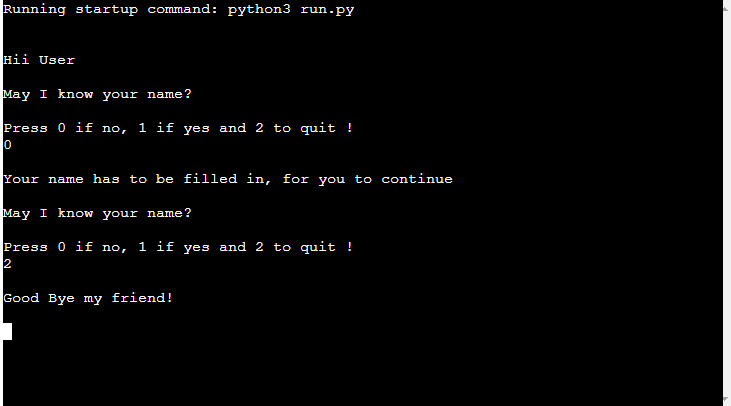 Running startup command: python3 run.py
Hii User
May I know your name?
Press 0 if no, 1 if yes and 2 to quit !
0
Your name has to be filled in, for you to continue
May I know your name?
Press 0 if no, 1 if yes and 2 to quit !
2
Good Bye my friend!